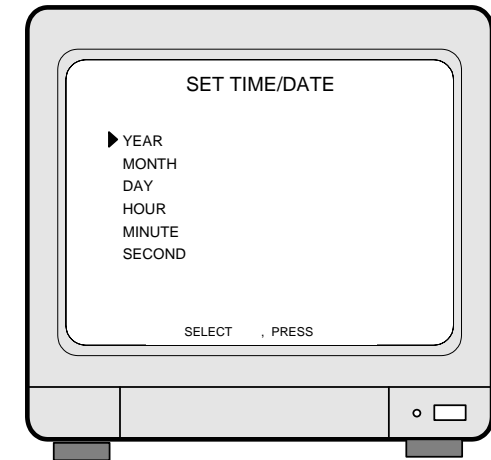 SET TIME/DATE
YEAR
MONTH
DAY
HOUR
MINUTE
SECOND
SELECT , PRESS